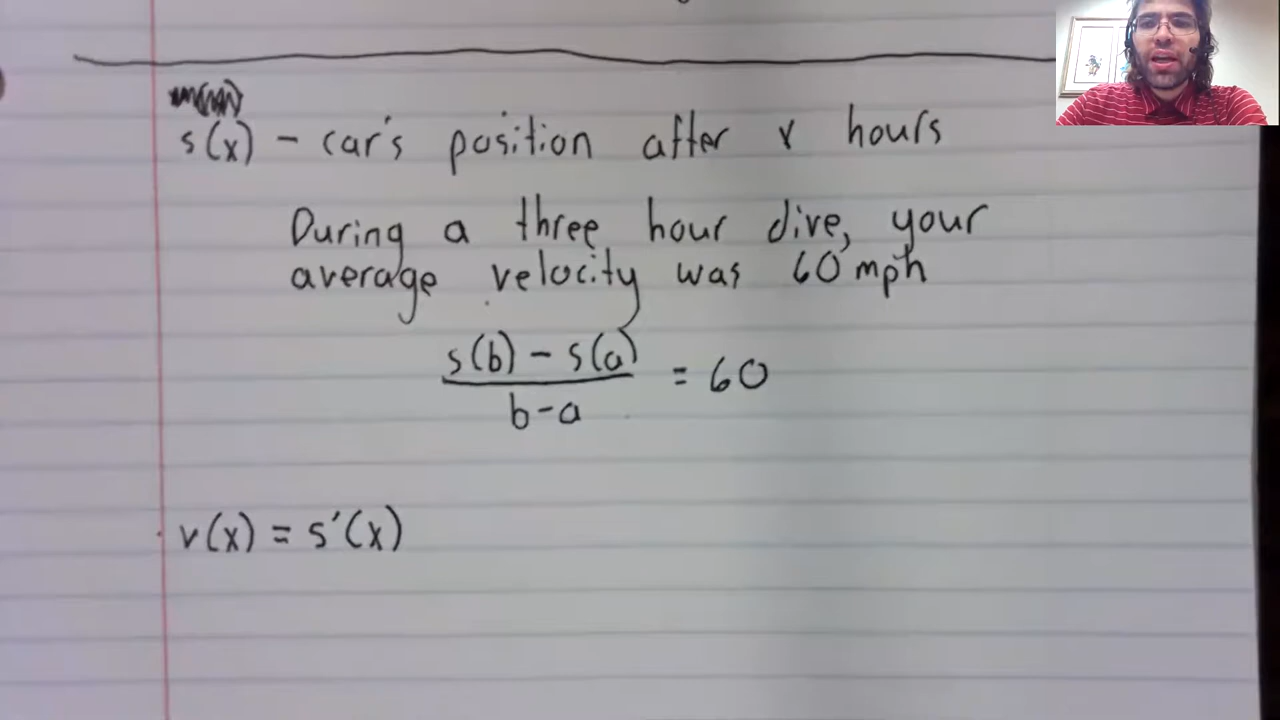 s(x) - car's position after x hours
During a three hour dive, your
average velocity was 60 mph
s(b) - s(a)
b-a
= 60
v(x) = s'(x)